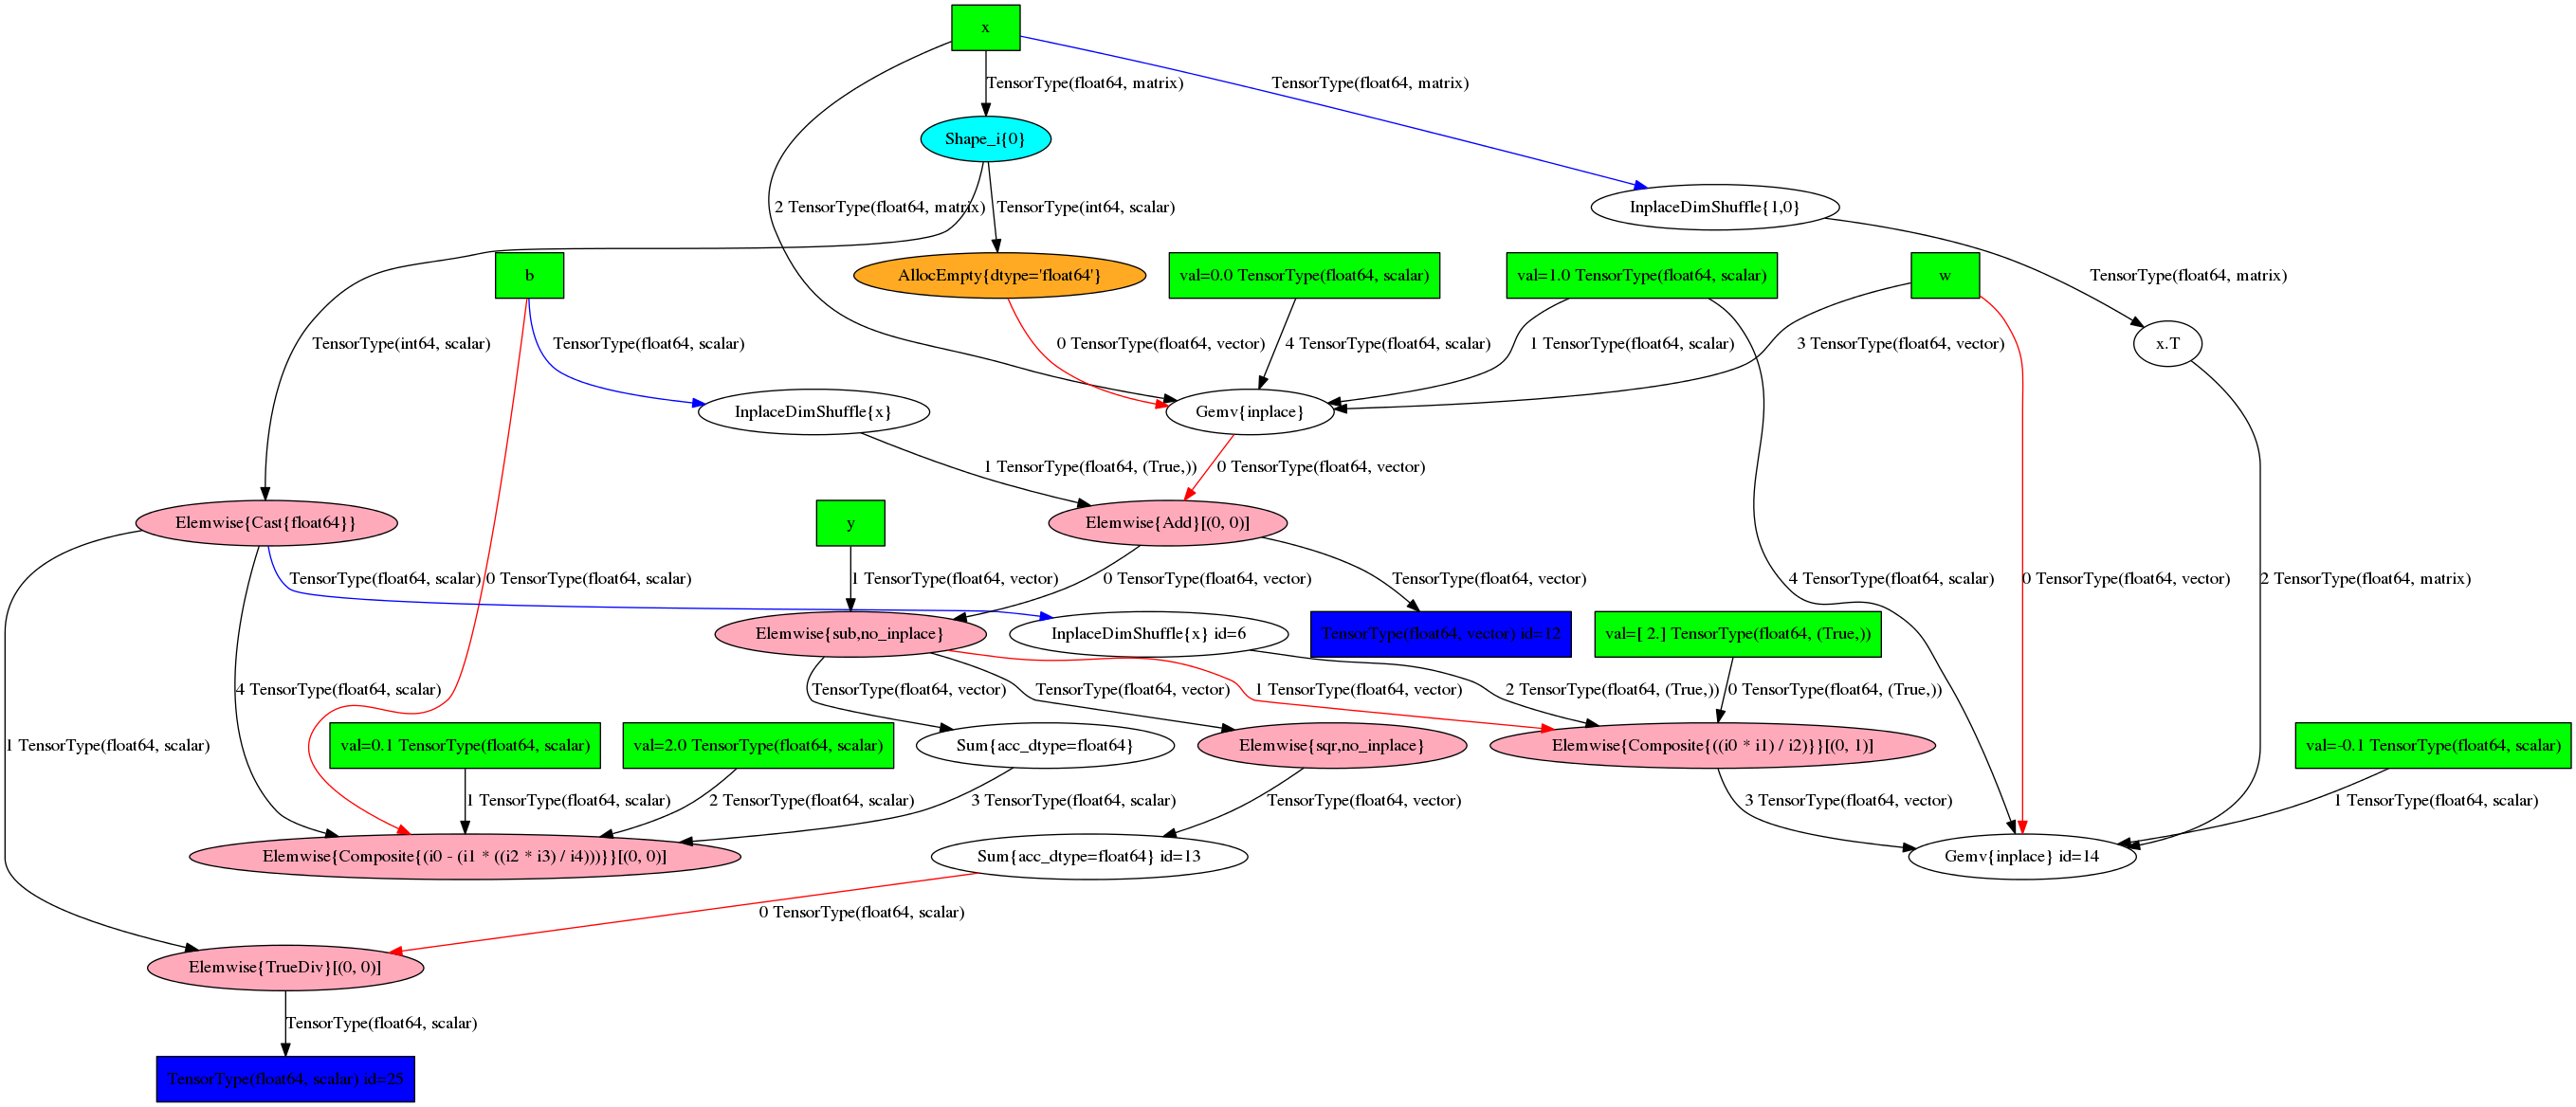 x
TensorType(float64, matrix)
TensorType(float64, matrix)
Shape_i{0}
2 TensorType(float64, matrix)
TensorType(int64, scalar)
InplaceDimShuffle{1,0}
b
AllocEmpty{dtype='float64'}
val=0.0 TensorType(float64, scalar)
val=1.0 TensorType(float64, scalar)
w
TensorType(float64, matrix)
TensorType(int64, scalar)
TensorType(float64, scalar)
0 TensorType(float64, vector)
4 TensorType(float64, scalar)
1 TensorType(float64, scalar)
3 TensorType(float64, vector)
x.T
InplaceDimShuffle{x}
Gemv{inplace}
1 TensorType(float64, (True,))
0 TensorType(float64, vector)
Elemwise{Cast{float64}}
y
Elemwise{Add}[(0, 0)]
TensorType(float64, scalar)
0 TensorType(float64, scalar)
1 TensorType(float64, vector)
0 TensorType(float64, vector)
TensorType(float64, vector)
4 TensorType(float64, scalar)
0 TensorType(float64, vector)
2 TensorType(float64, matrix)
Elemwise{sub,no_inplace}
InplaceDimShuffle{x} id=6
TensorType(float64, vector) id=12
val=[ 2.] TensorType(float64, (True,))
4 TensorType(float64, scalar)
TensorType(float64, vector)
TensorType(float64, vector)
1 TensorType(float64, vector)
2 TensorType(float64, (True,))
0 TensorType(float64, (True,))
1 TensorType(float64, scalar)
val=0.1 TensorType(float64, scalar)
val=2.0 TensorType(float64, scalar)
Sum{acc_dtype=float64}
Elemwise{sqr,no_inplace}
Elemwise{Composite{((i0 * i1) / i2)}}[(0, 1)]
val=-0.1 TensorType(float64, scalar)
1 TensorType(float64, scalar)
2 TensorType(float64, scalar)
3 TensorType(float64, scalar)
TensorType(float64, vector)
3 TensorType(float64, vector)
1 TensorType(float64, scalar)
Elemwise{Composite{(i0 - (i1 * ((i2 * i3) / i4)))}}[(0, 0)]
Sum{acc_dtype=float64} id=13
Gemv{inplace} id=14
0 TensorType(float64, scalar)
Elemwise{TrueDiv}[(0, 0)]
TensorType(float64, scalar)
TensorType(float64, scalar) id=25